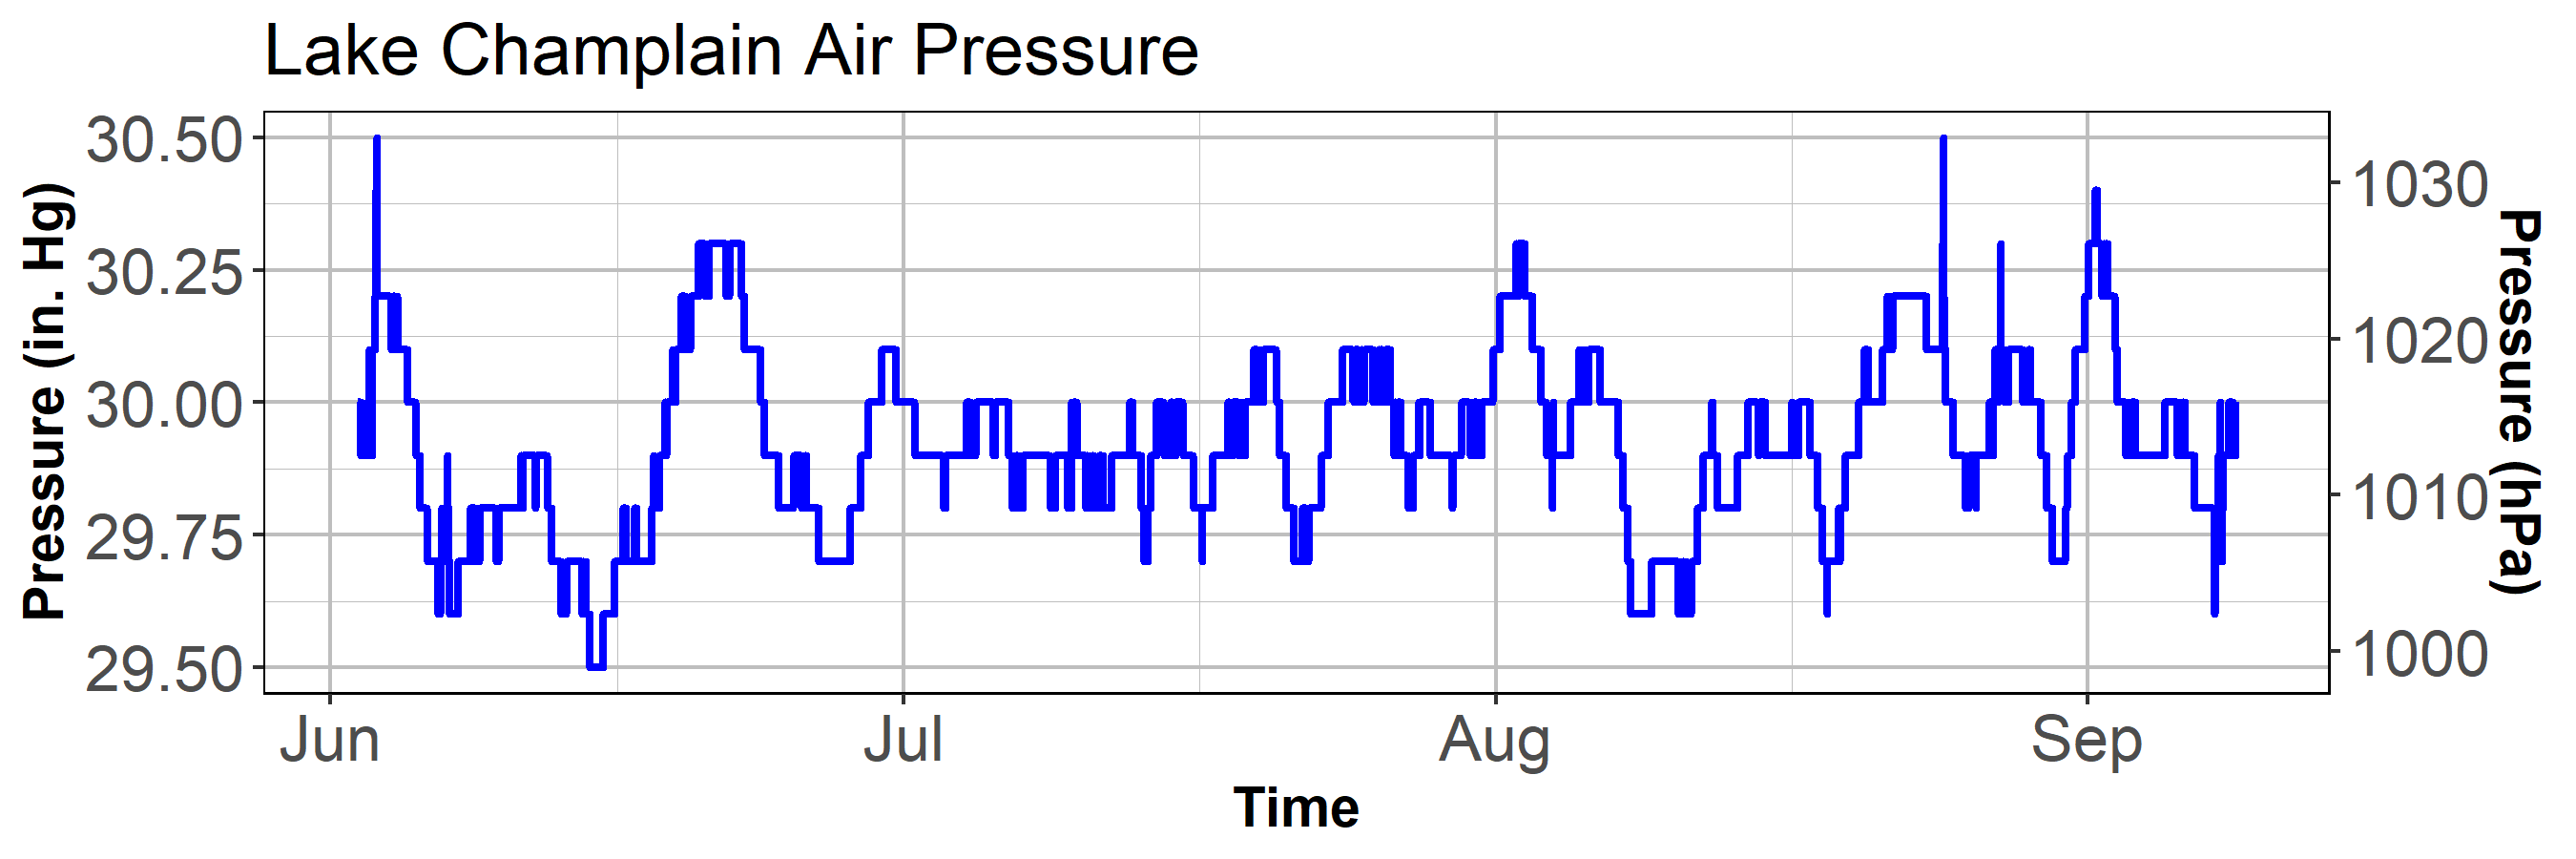 Lake Champlain Air Pressure
Pressure (in. Hg)
30.50
30.25
30.00
29.75
29.50
1030
1020
1010
1000
Pressure (hPa)
Jun Jul Aug Sep
Time